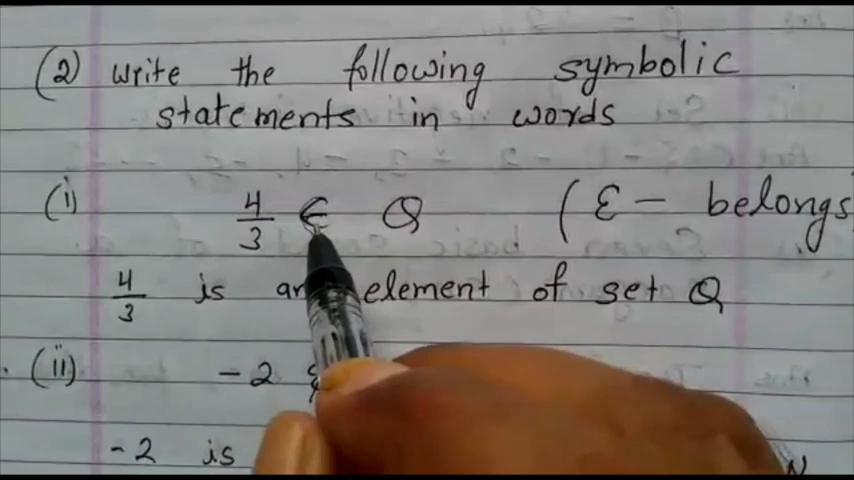 (2) Write the following symbolic
statements in words
(i) 4/3 ∈ Q (ε - belongs
4/3 is an element of set Q
(ii) -2
-2 is N